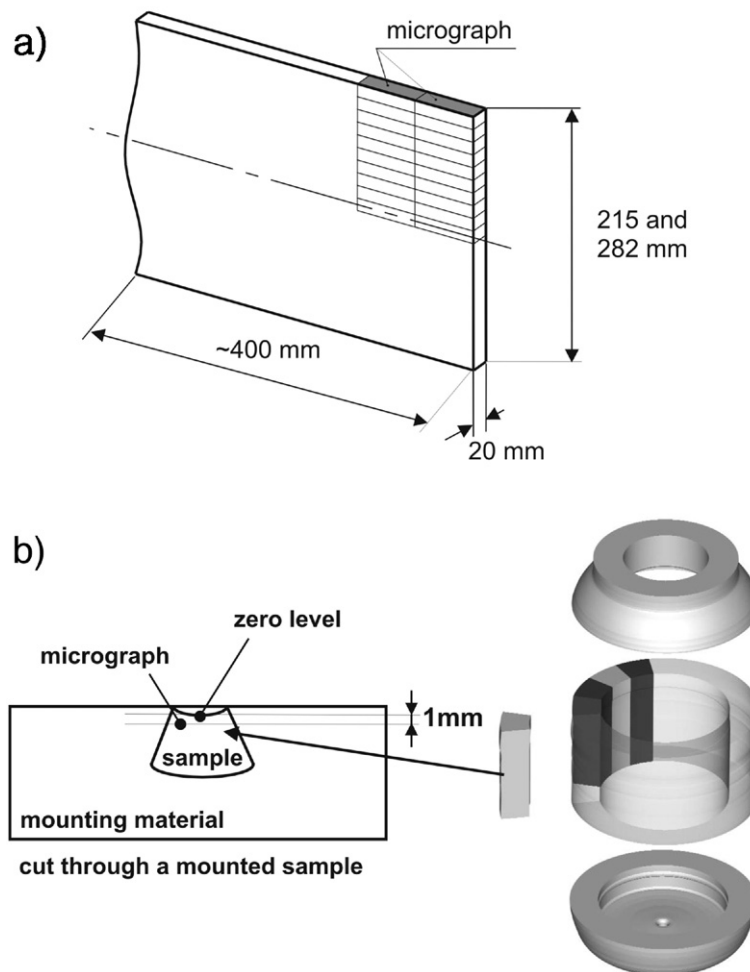 a)
micrograph
215 and
282 mm
~400 mm
20 mm
b)
zero level
micrograph
1mm
sample
mounting material
cut through a mounted sample